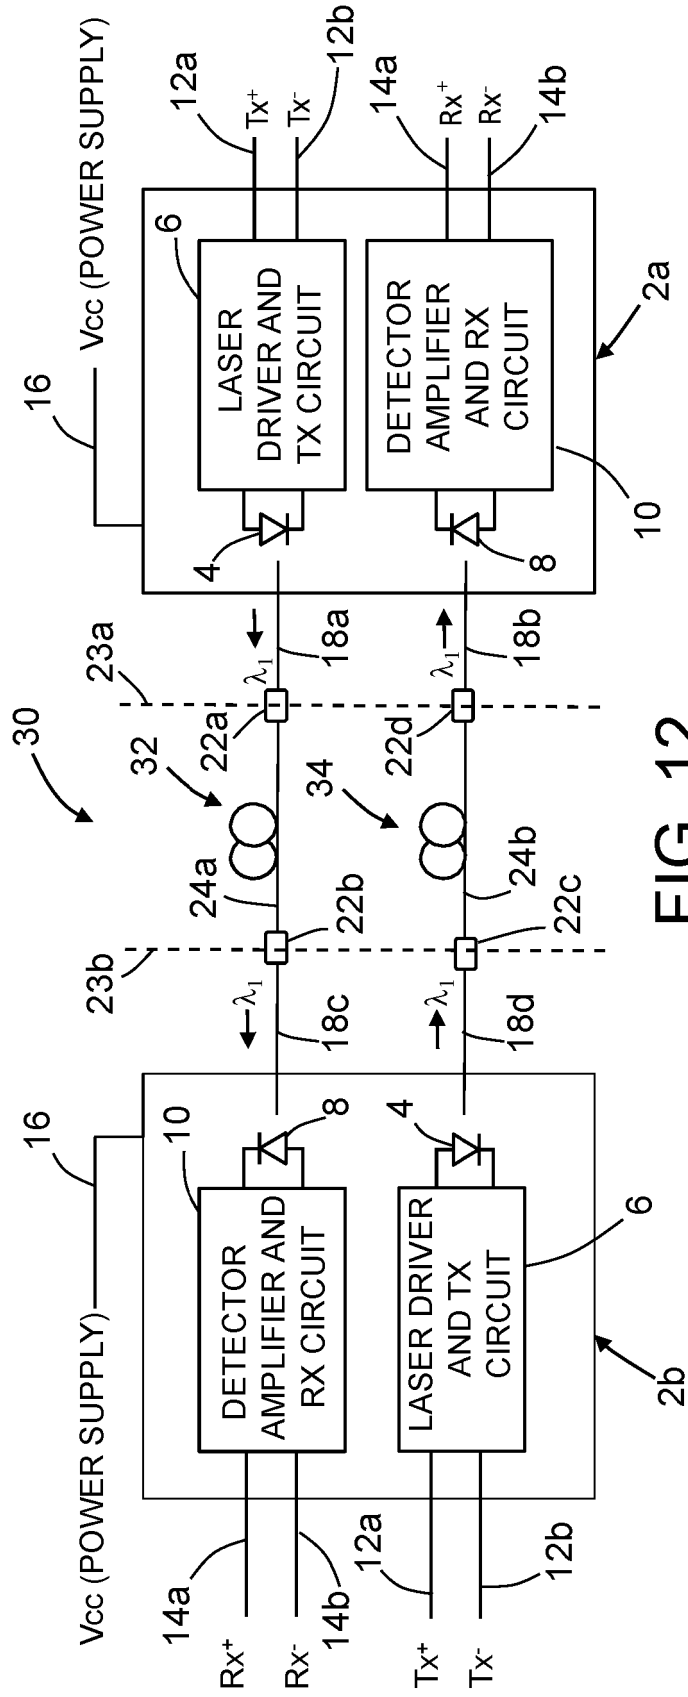 30
Vcc (POWER SUPPLY)
16
23b
23a
16
Vcc (POWER SUPPLY)
14a
Rx+
Rx-
14b
10
DETECTOR
AMPLIFIER AND
RX CIRCUIT
8
λ1
18c
24a
22b
32
22a
λ1
18a
4
6
LASER
DRIVER AND
TX CIRCUIT
12a
Tx+
Tx-
12b
12a
Tx+
Tx-
12b
LASER DRIVER
AND TX
CIRCUIT
4
6
λ1
18d
22c
24b
34
22d
λ1
18b
8
DETECTOR
AMPLIFIER
AND RX
CIRCUIT
10
14a
Rx+
Rx-
14b
2b
2a
FIG. 12